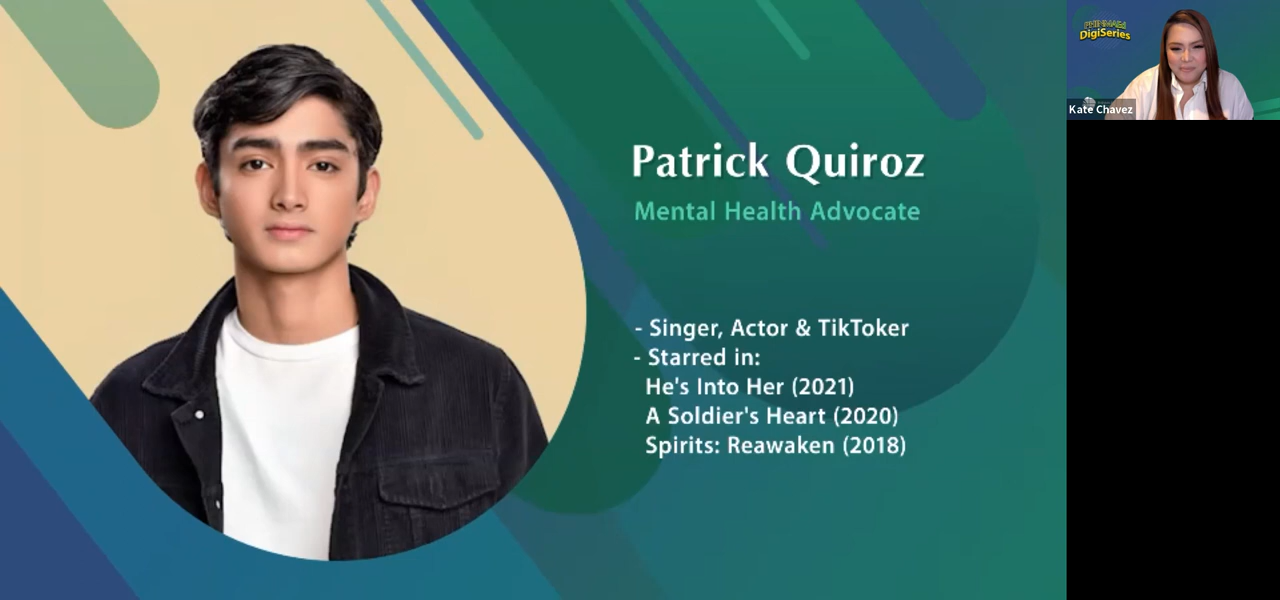 Patrick Quiroz
Mental Health Advocate
- Singer, Actor & TikToker
- Starred in:
He's Into Her (2021)
A Soldier's Heart (2020)
Spirits: Reawaken (2018)
PHINMAEd
DigiSeries
Kate Chavez